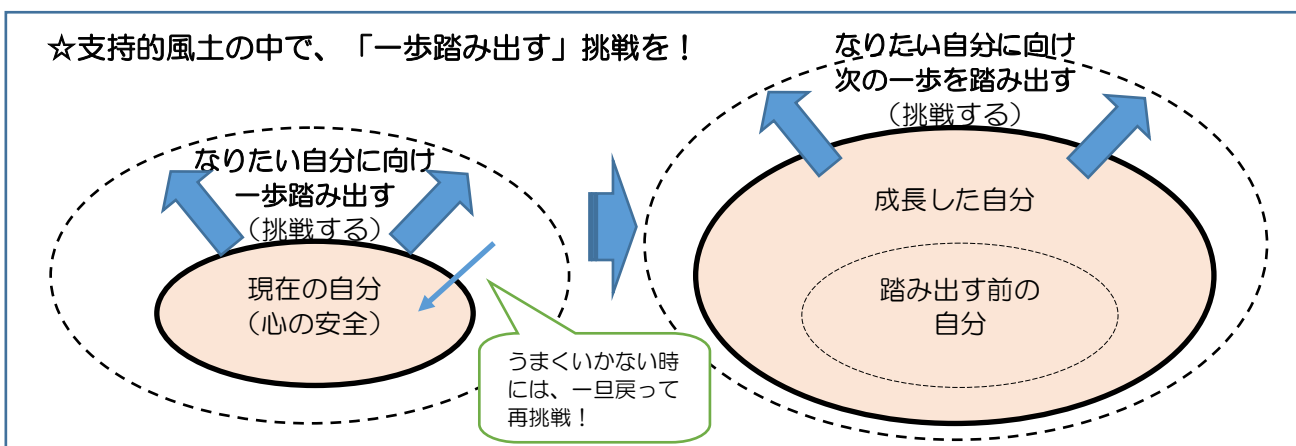 ☆支持的風土の中で、「一歩踏み出す」挑戦を！
なりたい自分に向け
一歩踏み出す
（挑戦する）
現在の自分
（心の安全）
うまくいかない時
には、一旦戻って
再挑戦！
なりたい自分に向け
次の一歩を踏み出す
（挑戦する）
成長した自分
踏み出す前の
自分